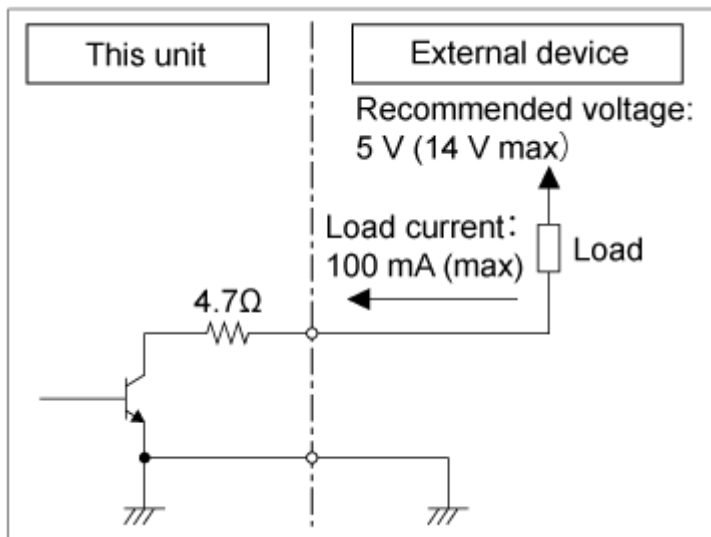 This unit
External device
Recommended voltage:
5 V (14 V max)
Load current:
100 mA (max)
Load
4.7Ω